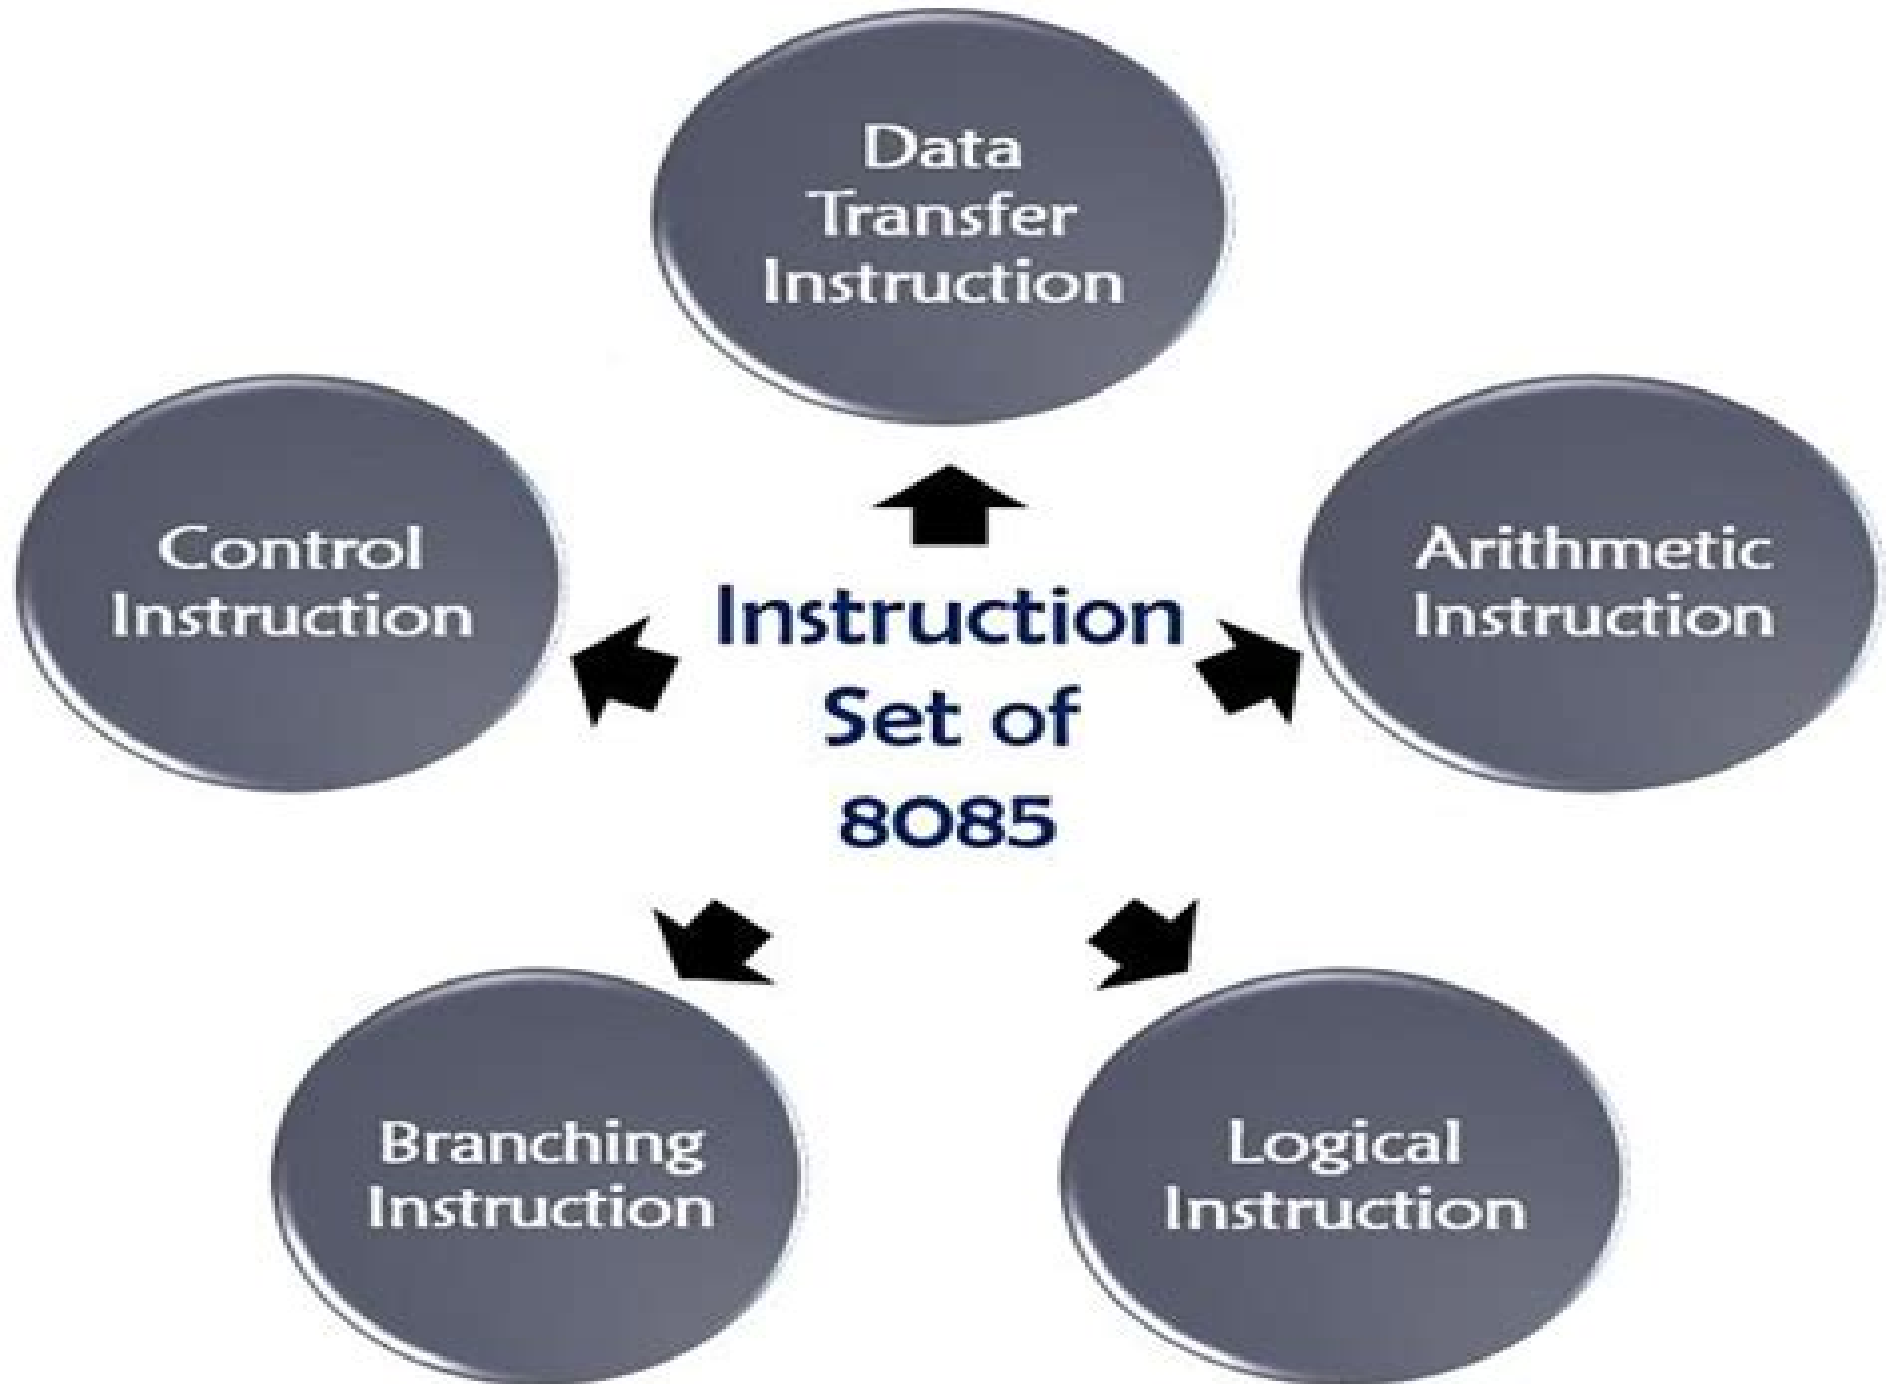 Data
Transfer
Instruction
Control
Instruction
Arithmetic
Instruction
Instruction
Set of
8085
Branching
Instruction
Logical
Instruction